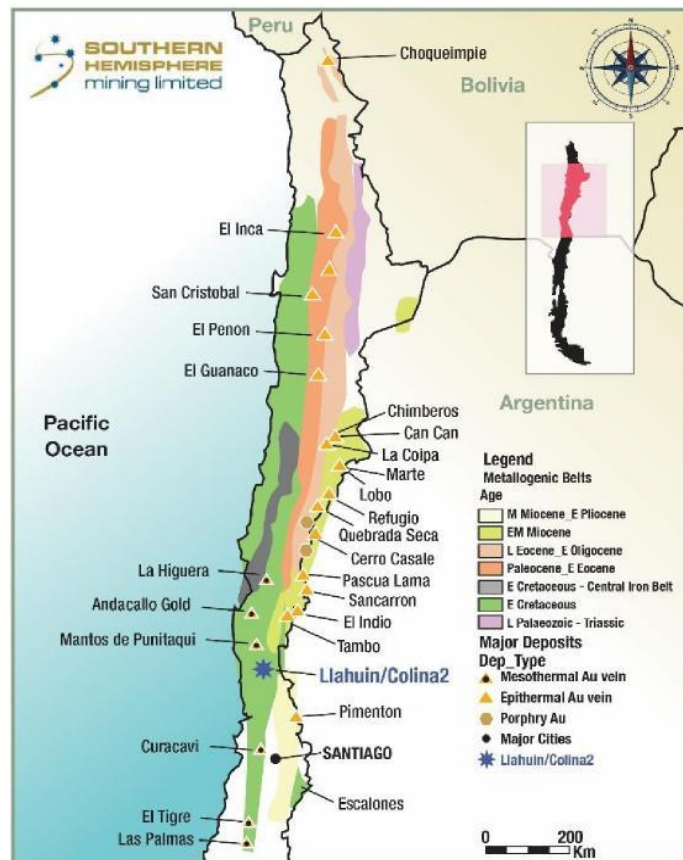 Peru
SOUTHERN
HEMISPHERE
mining limited
Choqueimpie
Bolivia
El Inca
San Cristobal
El Penon
El Guanaco
Argentina
Pacific
Ocean
Chimberos
Can Can
La Coipa
Marte
Lobo
Refugio
Quebrada Seca
Cerro Casale
La Higuera
Pascua Lama
Andacallo Gold
Sancarron
El Indio
Mantos de Punitaqui
Tambo
Llahuin/Colina2
Pimenton
Curacavi
SANTIAGO
Escalones
El Tigre
Las Palmas
Legend
Metallogenic Belts
Age
M Miocene_E Pliocene
EM Miocene
L Eocene_E Oligocene
Paleocene_E Eocene
E Cretaceous - Central Iron Belt
E Cretaceous
L Palaeozoic - Triassic
Major Deposits
Dep_Type
Mesothermal Au vein
Epithermal Au vein
Porphry Au
Major Cities
Llahuin/Colina2
0 200
Km